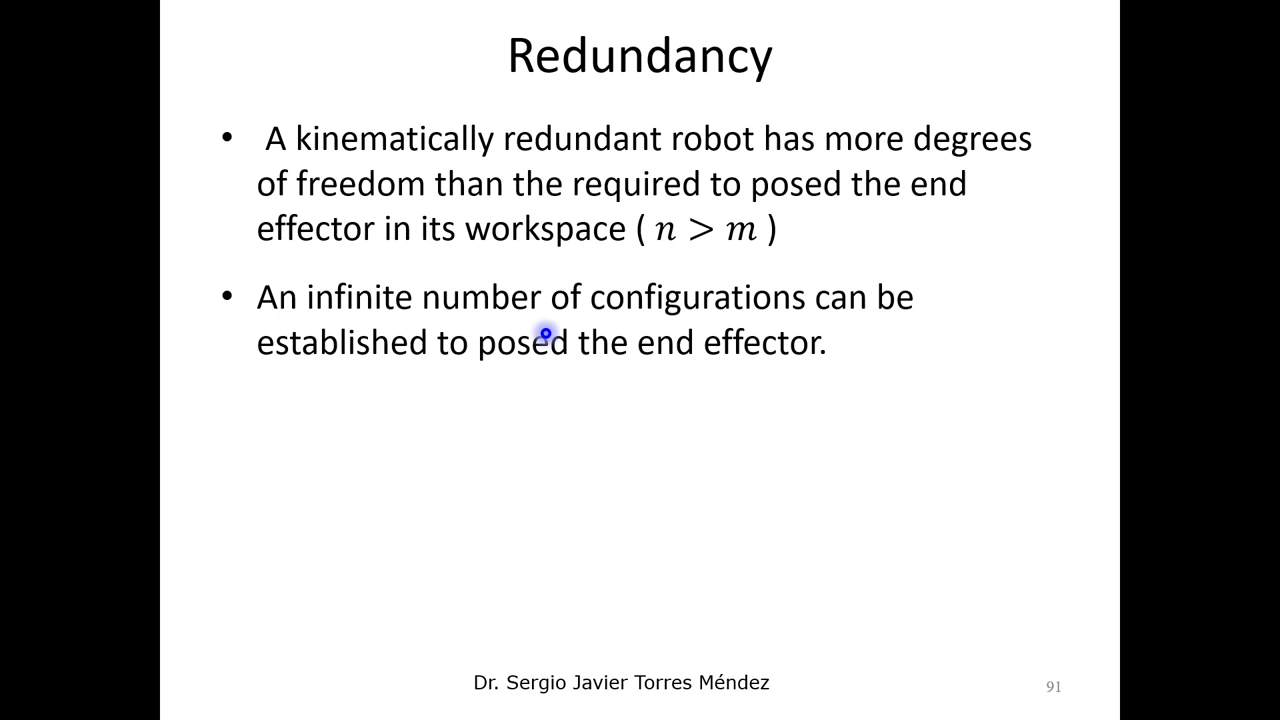 Redundancy
• A kinematically redundant robot has more degrees
of freedom than the required to posed the end
effector in its workspace ( n > m )
• An infinite number of configurations can be
established to posed the end effector.
Dr. Sergio Javier Torres Méndez
91